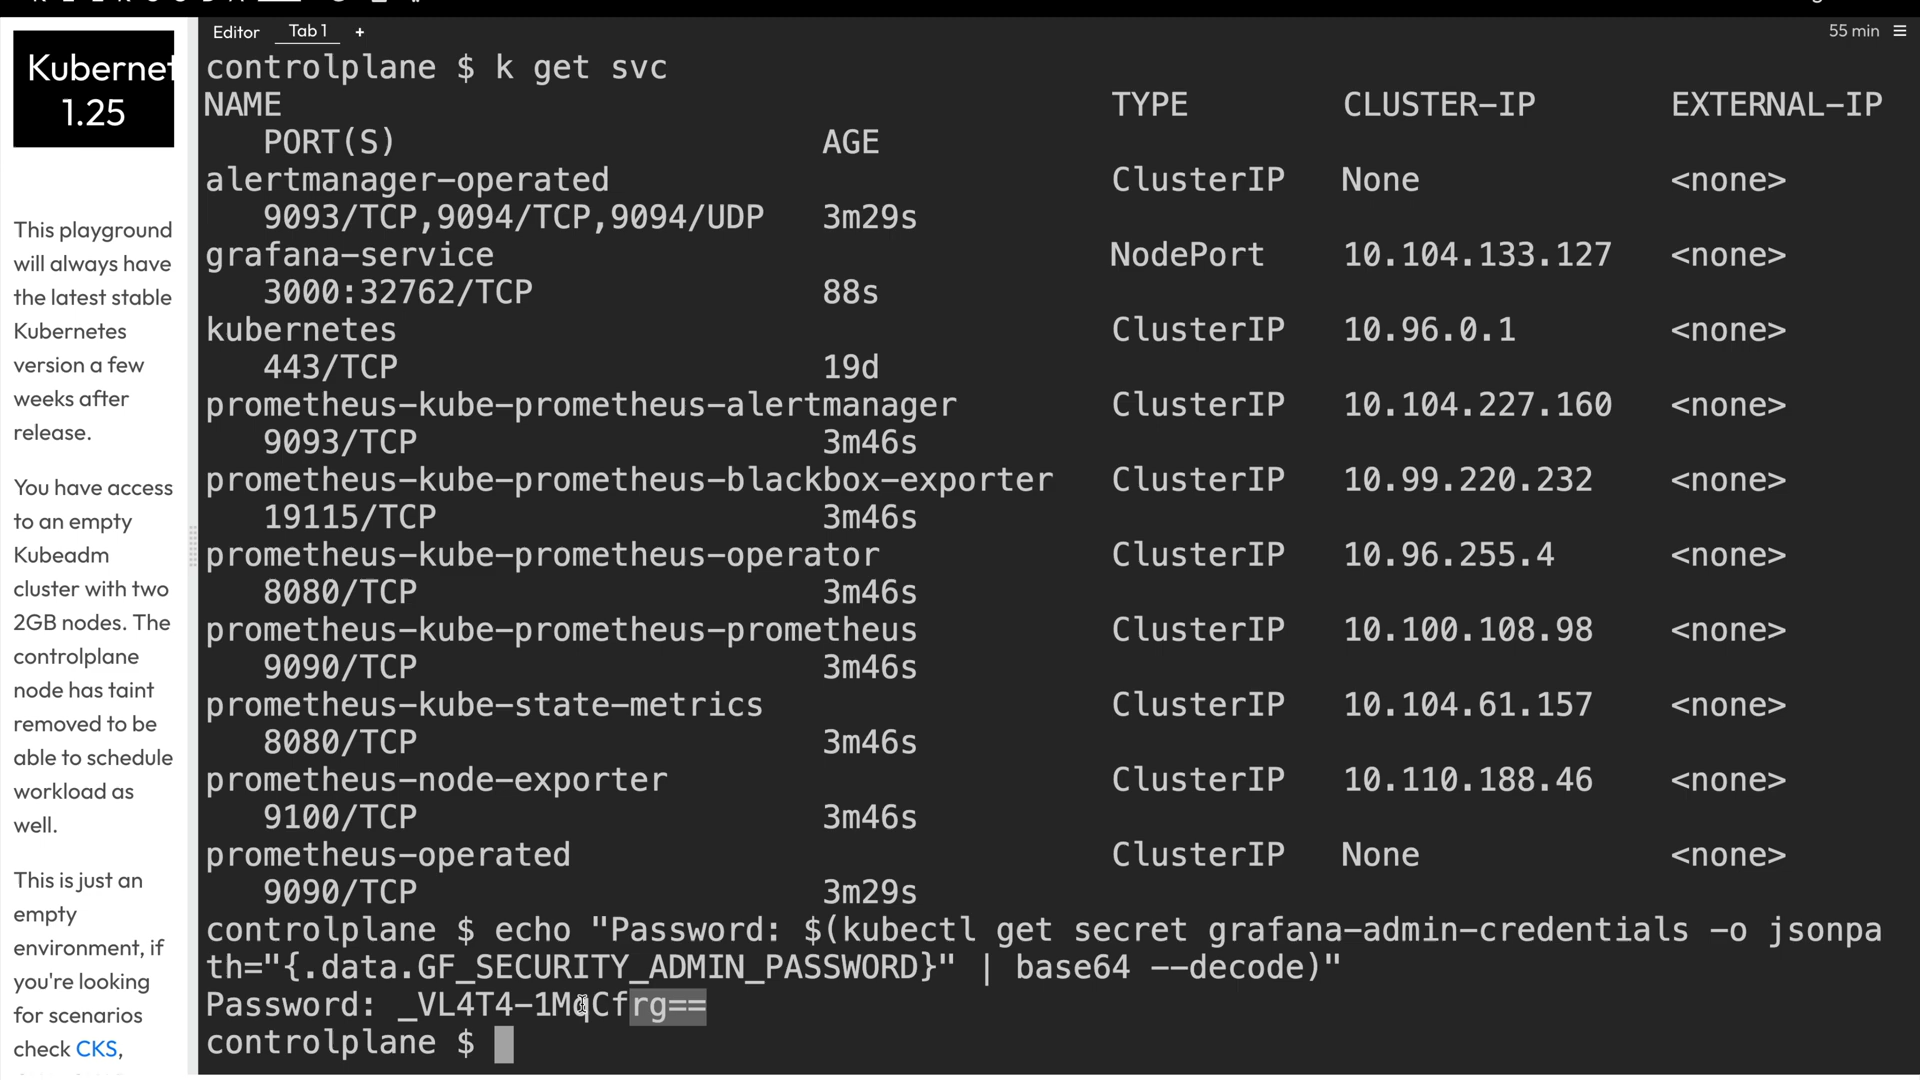 Editor Tab 1 +
55 min
Kubernet
1.25
This playground
will always have
the latest stable
Kubernetes
version a few
weeks after
release.
You have access
to an empty
Kubeadm
cluster with two
2GB nodes. The
controlplane
node has taint
removed to be
able to schedule
workload as
well.
This is just an
empty
environment, if
you're looking
for scenarios
check CKS,
controlplane $ k get svc
NAME TYPE CLUSTER-IP EXTERNAL-IP
PORT(S) AGE
alertmanager-operated ClusterIP None <none>
9093/TCP,9094/TCP,9094/UDP 3m29s
grafana-service NodePort 10.104.133.127 <none>
3000:32762/TCP 88s
kubernetes ClusterIP 10.96.0.1 <none>
443/TCP 19d
prometheus-kube-prometheus-alertmanager ClusterIP 10.104.227.160 <none>
9093/TCP 3m46s
prometheus-kube-prometheus-blackbox-exporter ClusterIP 10.99.220.232 <none>
19115/TCP 3m46s
prometheus-kube-prometheus-operator ClusterIP 10.96.255.4 <none>
8080/TCP 3m46s
prometheus-kube-prometheus-prometheus ClusterIP 10.100.108.98 <none>
9090/TCP 3m46s
prometheus-kube-state-metrics ClusterIP 10.104.61.157 <none>
8080/TCP 3m46s
prometheus-node-exporter ClusterIP 10.110.188.46 <none>
9100/TCP 3m46s
prometheus-operated ClusterIP None <none>
9090/TCP 3m29s
controlplane $ echo "Password: $(kubectl get secret grafana-admin-credentials -o jsonpa
th="{.data.GF_SECURITY_ADMIN_PASSWORD}" | base64 --decode)"
Password: _VL4T4-1MqCfrg==
controlplane $